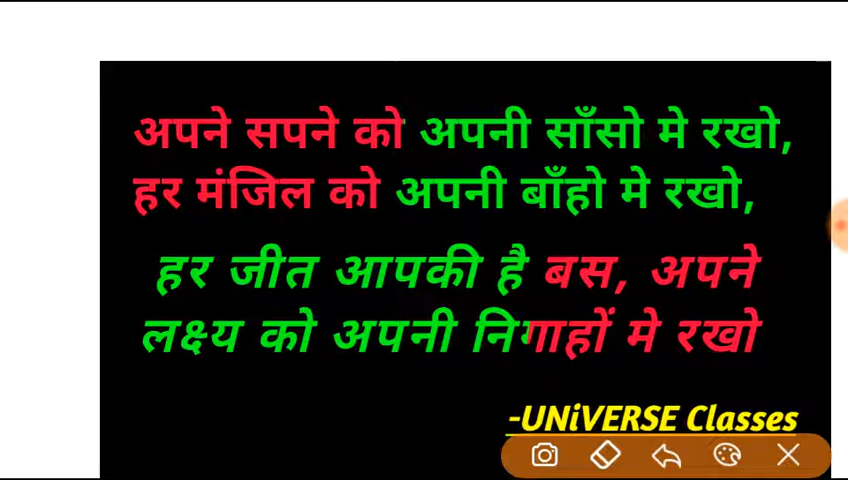 अपने सपने को अपनी साँसो मे रखो,
हर मंजिल को अपनी बाँहो मे रखो,
हर जीत आपकी है बस, अपने
लक्ष्य को अपनी निगाहों मे रखो
-UNiVERSE Classes